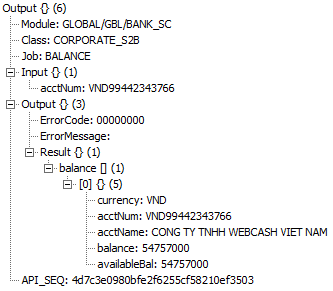 Output {} (6)
Module: GLOBAL/GBL/BANK_SC
Class: CORPORATE_S2B
Job: BALANCE
Input {} (1)
acctNum: VND99442343766
Output {} (3)
ErrorCode: 00000000
ErrorMessage:
Result {} (1)
balance [] (1)
[0] {} (5)
currency: VND
acctNum: VND99442343766
acctName: CONG TY TNHH WEBCASH VIET NAM
balance: 54757000
availableBal: 54757000
API_SEQ: 4d7c3e0980bfe2f6255cf58210ef3503